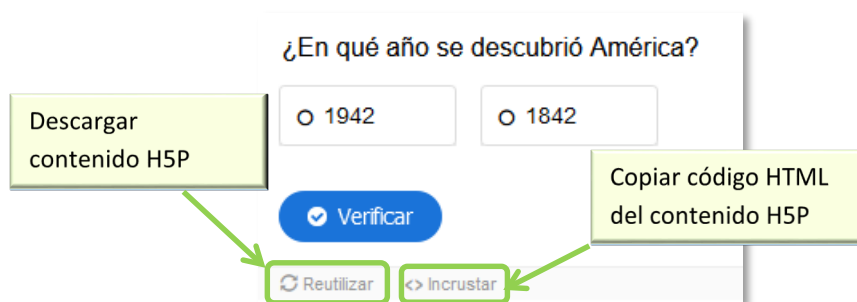 ¿En qué año se descubrió América?
1942
1842
Descargar
contenido H5P
Copiar código HTML
del contenido H5P
Verificar
Reutilizar
<> Incrustar